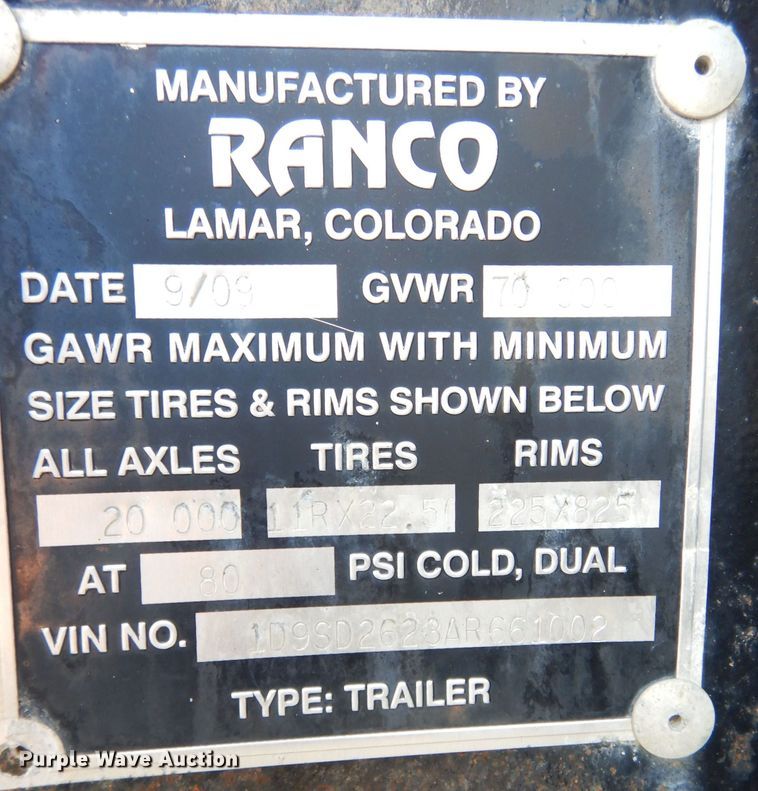 MANUFACTURED BY
RANCO
LAMAR, COLORADO
DATE 9/09 GVWR 70 000
GAWR MAXIMUM WITH MINIMUM
SIZE TIRES & RIMS SHOWN BELOW
ALL AXLES TIRES RIMS
20 000 11RX22.50 225X825
AT 80 PSI COLD, DUAL
VIN NO. 1D9SD2623AR661002
TYPE: TRAILER
Purple Wave Auction